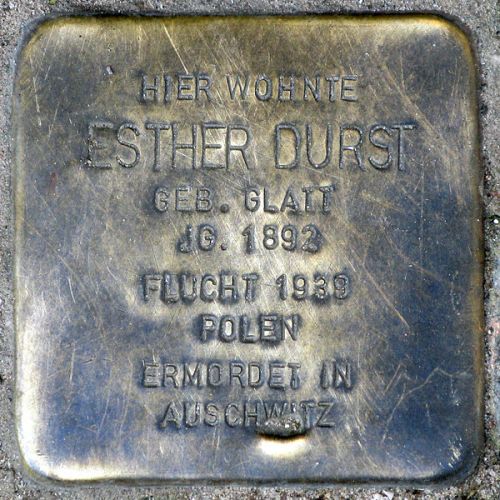 HIER WOHNTE
ESTHER DURST
GEB. GLATT
JG. 1892
FLUCHT 1939
POLEN
ERMORDET IN
AUSCHWITZ